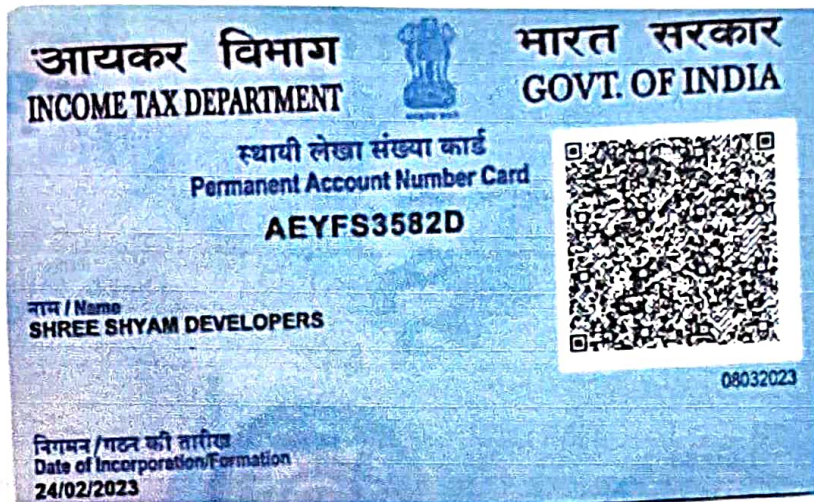 आयकर विभाग
INCOME TAX DEPARTMENT
भारत सरकार
GOVT. OF INDIA
स्थायी लेखा संख्या कार्ड
Permanent Account Number Card
AEYFS3582D
नाम / Name
SHREE SHYAM DEVELOPERS
08032023
निगमन/गठन की तारीख
Date of Incorporation/Formation
24/02/2023